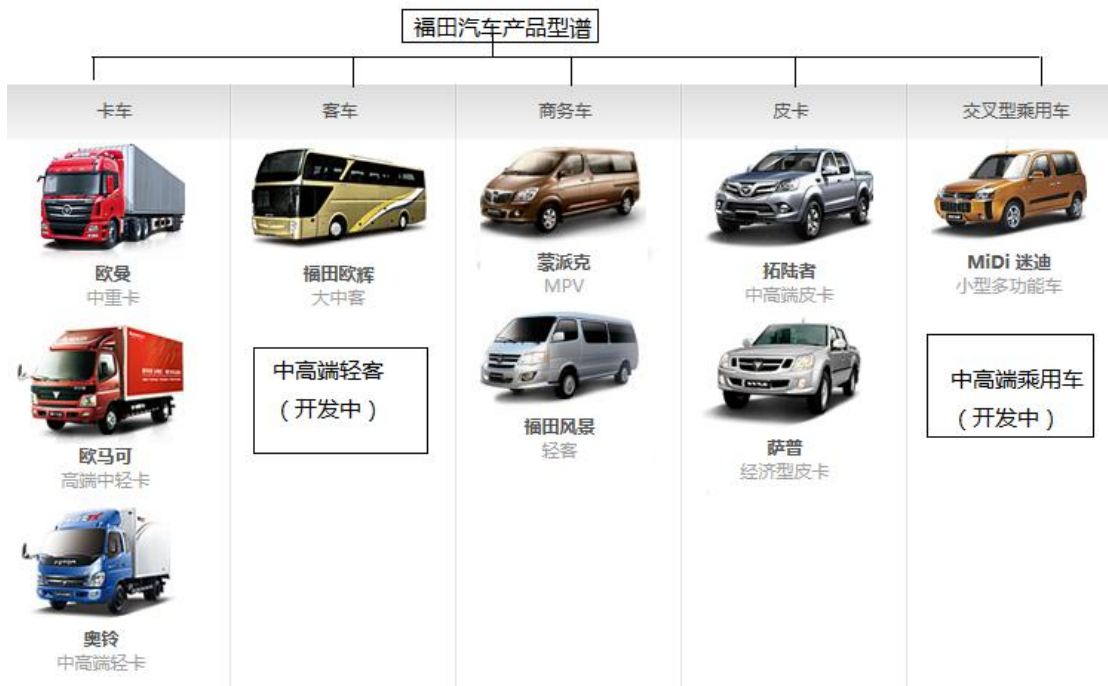 福田汽车产品型谱
卡车
客车
商务车
皮卡
交叉型乘用车
欧曼
中重卡
福田欧辉
大中客
蒙派克
MPV
拓陆者
中高端皮卡
MiDi 迷迪
小型多功能车
欧马可
高端中轻卡
中高端轻客
（开发中）
福田风景
轻客
萨普
经济型皮卡
中高端乘用车
（开发中）
FOTON
奥铃
中高端轻卡